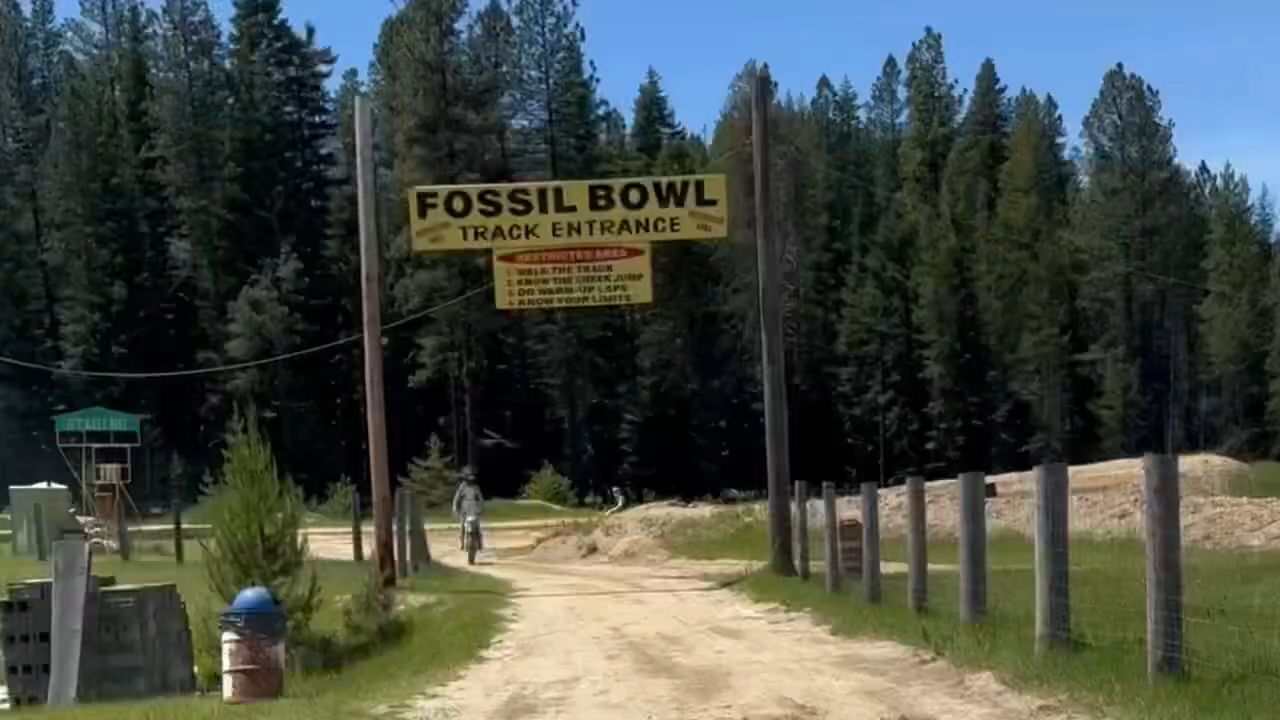 FOSSIL BOWL
TRACK ENTRANCE
RESTRICTED AREA
1. WALK THE TRACK
2. KNOW THE CREEK JUMP
3. DO WARM-UP LAPS
4. KNOW YOUR LIMITS